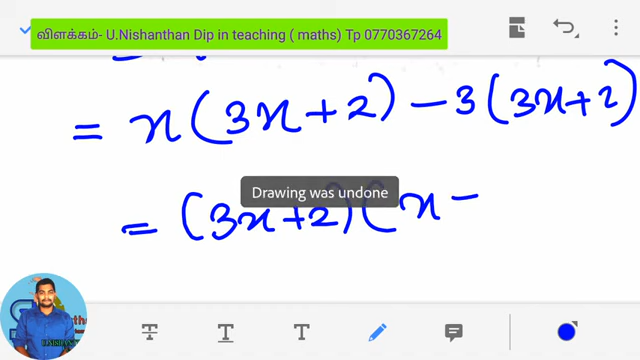 விளக்கம்- U.Nishanthan Dip in teaching ( maths) Tp 0770367264
= x(3x+2) - 3(3x+2)
Drawing was undone
= (3x+2)(x -
T T T